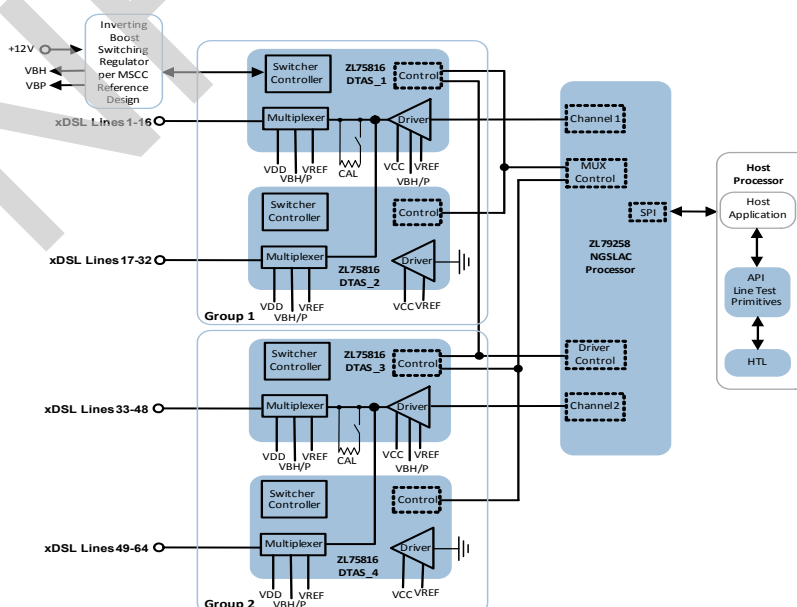 Inverting
Boost
Switching
Regulator
per MSCC
Reference
Design
+12V
VBH
VBP
xDSL Lines 1-16
Switcher
Controller
ZL75816
DTAS_1
Control
Multiplexer
Driver
VDD
VBH/P
VREF
CAL
VCC
VBH/P
VREF
Switcher
Controller
Control
xDSL Lines 17-32
Multiplexer
ZL75816
DTAS_2
Driver
VDD
VBH/P
VREF
VCC
VREF
Group 1
Switcher
Controller
ZL75816
DTAS_3
Control
xDSL Lines 33-48
Multiplexer
Driver
VDD
VBH/P
VREF
CAL
VCC
VBH/P
VREF
Switcher
Controller
Control
xDSL Lines 49-64
Multiplexer
ZL75816
DTAS_4
Driver
VDD
VBH/P
VREF
VCC
VREF
Group 2
Channel 1
MUX
Control
SPI
ZL79258
NGSLAC
Processor
Driver
Control
Channel 2
Host
Processor
Host
Application
API
Line Test
Primitives
HTL